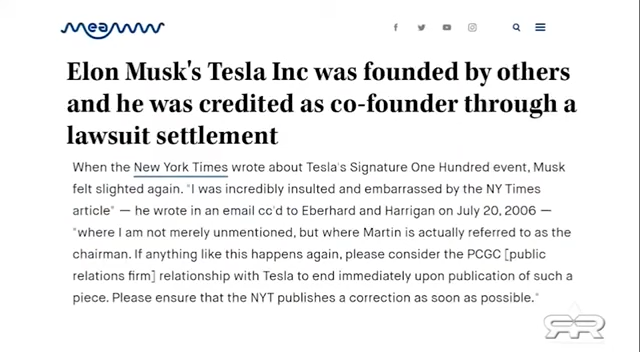 MEAWW
Elon Musk's Tesla Inc was founded by others
and he was credited as co-founder through a
lawsuit settlement
When the New York Times wrote about Tesla's Signature One Hundred event, Musk
felt slighted again. "I was incredibly insulted and embarrassed by the NY Times
article" — he wrote in an email cc'd to Eberhard and Harrigan on July 20, 2006 —
"where I am not merely unmentioned, but where Martin is actually referred to as the
chairman. If anything like this happens again, please consider the PCGC [public
relations firm] relationship with Tesla to end immediately upon publication of such a
piece. Please ensure that the NYT publishes a correction as soon as possible."
RR